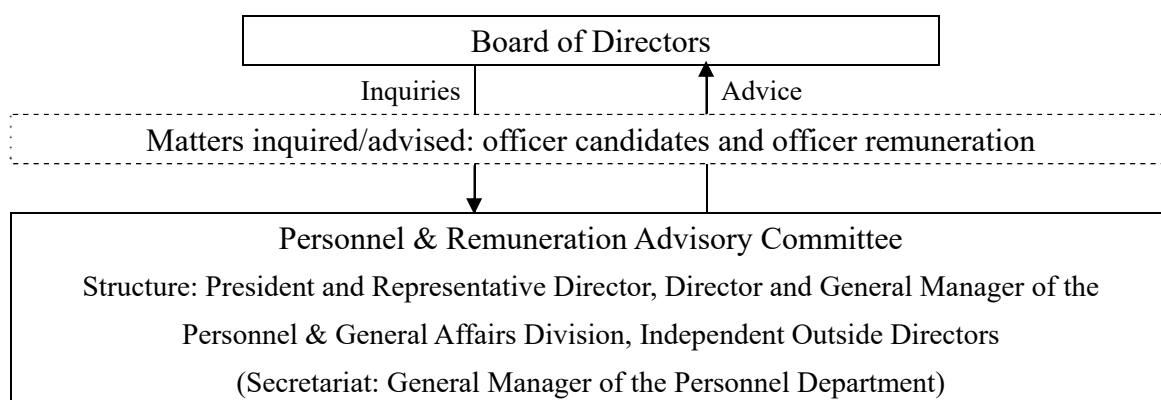 Board of Directors
Inquiries
Advice
Matters inquired/advised: officer candidates and officer remuneration
Personnel & Remuneration Advisory Committee
Structure: President and Representative Director, Director and General Manager of the
Personnel & General Affairs Division, Independent Outside Directors
(Secretariat: General Manager of the Personnel Department)